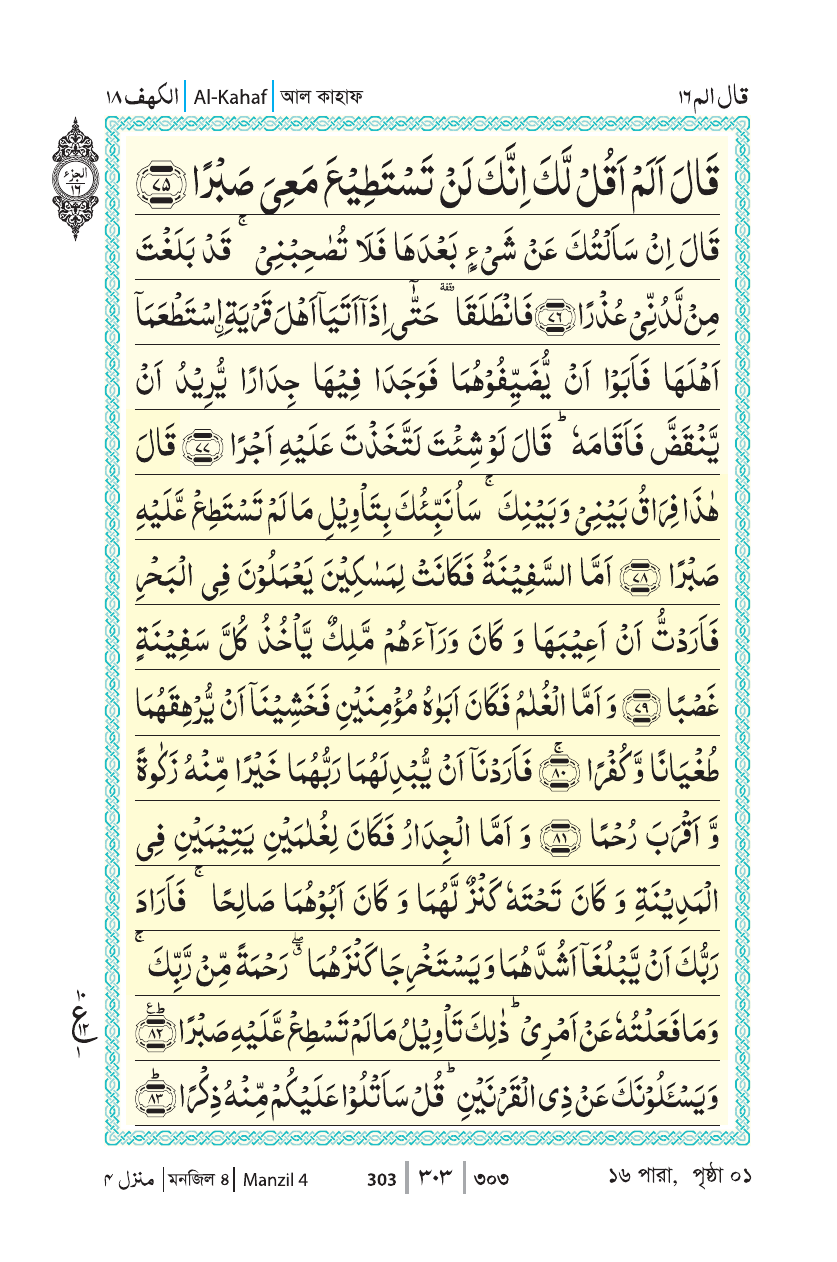 الكهف ١٨ | Al-Kahaf | আল কাহাফ قال الم ١٦
الجزء ١٦
قَالَ اَلَمْ اَقُلْ لَّكَ اِنَّكَ لَنْ تَسْتَطِيْعَ مَعِىَ صَبْرًا ﴿٧٥﴾
قَالَ اِنْ سَاَلْتُكَ عَنْ شَىْءٍۭ بَعْدَهَا فَلَا تُصٰحِبْنِىْ ۚ قَدْ بَلَغْتَ
مِنْ لَّدُنِّىْ عُذْرًا ﴿٧٦﴾ فَانْطَلَقَا ٝ حَتّٰٓى اِذَاۤ اَتَيَاۤ اَهْلَ قَرْيَةِ ۨاسْتَطْعَمَاۤ
اَهْلَهَا فَاَبَوْا اَنْ يُّضَيِّفُوْهُمَا فَوَجَدَا فِيْهَا جِدَارًا يُّرِيْدُ اَنْ
يَّنْقَضَّ فَاَقَامَهٗ ؕ قَالَ لَوْ شِئْتَ لَتَّخَذْتَ عَلَيْهِ اَجْرًا ﴿٧٧﴾ قَالَ
هٰذَا فِرَاقُ بَيْنِىْ وَبَيْنِكَ ۚ سَاُنَبِّئُكَ بِتَاْوِيْلِ مَا لَمْ تَسْتَطِعْ عَّلَيْهِ
صَبْرًا ﴿٧٨﴾ اَمَّا السَّفِيْنَةُ فَكَانَتْ لِمَسٰكِيْنَ يَعْمَلُوْنَ فِى الْبَحْرِ
فَاَرَدْتُّ اَنْ اَعِيْبَهَا وَ كَانَ وَرَآءَهُمْ مَّلِكٌ يَّاْخُذُ كُلَّ سَفِيْنَةٍ
غَصْبًا ﴿٧٩﴾ وَ اَمَّا الْغُلٰمُ فَكَانَ اَبَوٰهُ مُؤْمِنَيْنِ فَخَشِيْنَاۤ اَنْ يُّرْهِقَهُمَا
طُغْيَانًا وَّ كُفْرًا ﴿٨٠﴾ۚ فَاَرَدْنَاۤ اَنْ يُّبْدِلَهُمَا رَبُّهُمَا خَيْرًا مِّنْهُ زَكٰوةً
وَّ اَقْرَبَ رُحْمًا ﴿٨١﴾ وَ اَمَّا الْجِدَارُ فَكَانَ لِغُلٰمَيْنِ يَتِيْمَيْنِ فِى
الْمَدِيْنَةِ وَ كَانَ تَحْتَهٗ كَنْزٌ لَّهُمَا وَ كَانَ اَبُوْهُمَا صَالِحًا ۚ فَاَرَادَ
رَبُّكَ اَنْ يَّبْلُغَاۤ اَشُدَّهُمَا وَ يَسْتَخْرِجَا كَنْزَهُمَا ۖۗ رَحْمَةً مِّنْ رَّبِّكَ ۚ
وَمَا فَعَلْتُهٗ عَنْ اَمْرِىْ ؕ ذٰلِكَ تَاْوِيْلُ مَا لَمْ تَسْطِعْ عَّلَيْهِ صَبْرًا ﴿٨٢﴾ؕع
١٠ ع ١٢ ١
وَيَسْـَٔلُوْنَكَ عَنْ ذِى الْقَرْنَيْنِ ؕ قُلْ سَاَتْلُوْا عَلَيْكُمْ مِّنْهُ ذِكْرًا ﴿٨٣﴾ؕ
منزل ۴ | মনজিল ৪ | Manzil 4 303 | ٣٠٣ | ৩০৩ ১৬ পারা, পৃষ্ঠা ০১